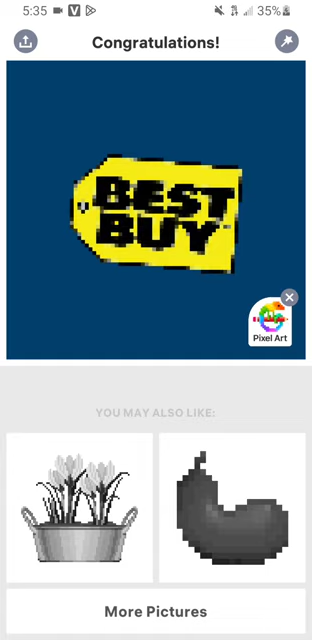 5:35
35%
Congratulations!
BEST
BUY
Pixel Art
YOU MAY ALSO LIKE:
More Pictures